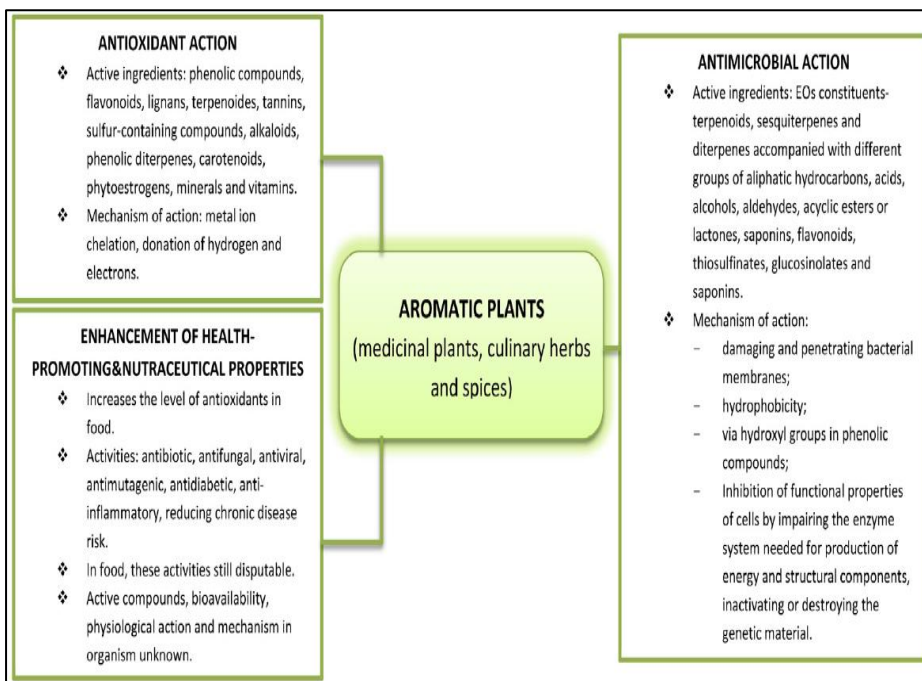 ANTIOXIDANT ACTION
❖ Active ingredients: phenolic compounds,
flavonoids, lignans, terpenoides, tannins,
sulfur-containing compounds, alkaloids,
phenolic diterpenes, carotenoids,
phytoestrogens, minerals and vitamins.
❖ Mechanism of action: metal ion
chelation, donation of hydrogen and
electrons.
ENHANCEMENT OF HEALTH-
PROMOTING&NUTRACEUTICAL PROPERTIES
❖ Increases the level of antioxidants in
food.
❖ Activities: antibiotic, antifungal, antiviral,
antimutagenic, antidiabetic, anti-
inflammatory, reducing chronic disease
risk.
❖ In food, these activities still disputable.
❖ Active compounds, bioavailability,
physiological action and mechanism in
organism unknown.
AROMATIC PLANTS
(medicinal plants, culinary herbs
and spices)
ANTIMICROBIAL ACTION
❖ Active ingredients: EOs constituents-
terpenoids, sesquiterpenes and
diterpenes accompanied with different
groups of aliphatic hydrocarbons, acids,
alcohols, aldehydes, acyclic esters or
lactones, saponins, flavonoids,
thiosulfinates, glucosinolates and
saponins.
❖ Mechanism of action:
– damaging and penetrating bacterial
membranes;
– hydrophobicity;
– via hydroxyl groups in phenolic
compounds;
– Inhibition of functional properties
of cells by impairing the enzyme
system needed for production of
energy and structural components,
inactivating or destroying the
genetic material.